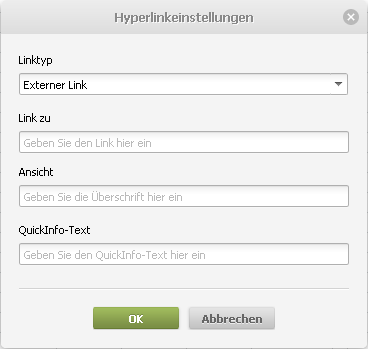 Hyperlinkeinstellungen
Linktyp
Externer Link
Link zu
Geben Sie den Link hier ein
Ansicht
Geben Sie die Überschrift hier ein
QuickInfo-Text
Geben Sie den QuickInfo-Text hier ein
OK Abbrechen